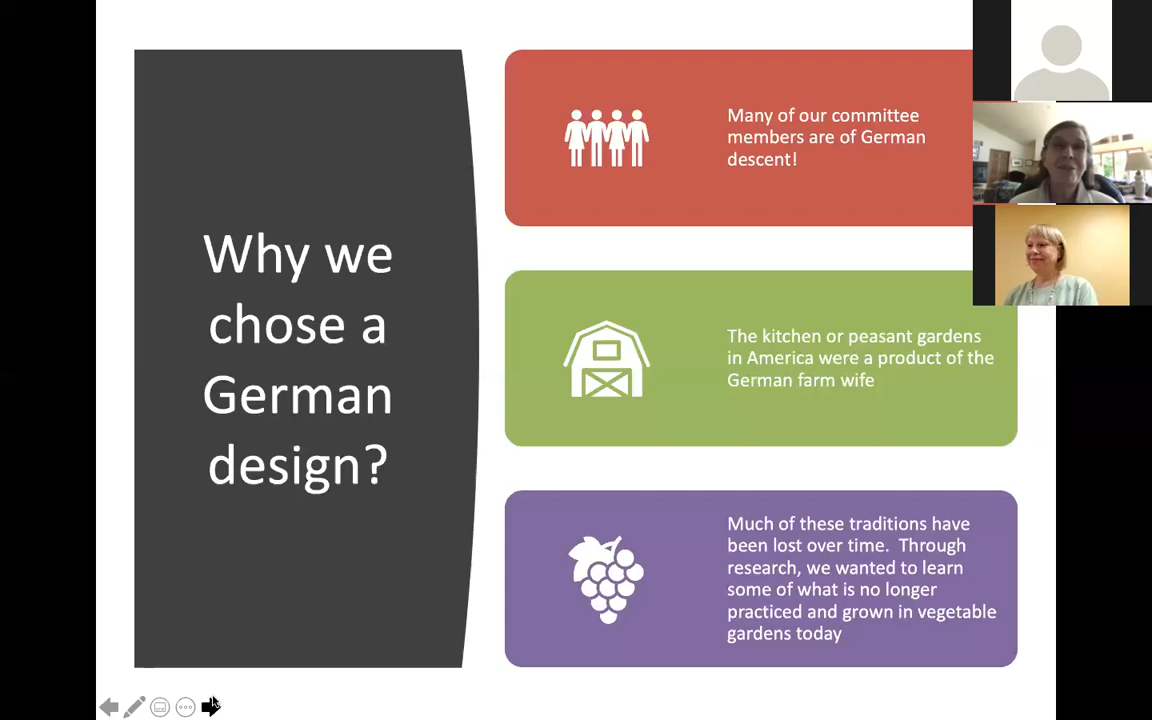 Why we
chose a
German
design?
Many of our committee
members are of German
descent!
The kitchen or peasant gardens
in America were a product of the
German farm wife
Much of these traditions have
been lost over time.  Through
research, we wanted to learn
some of what is no longer
practiced and grown in vegetable
gardens today